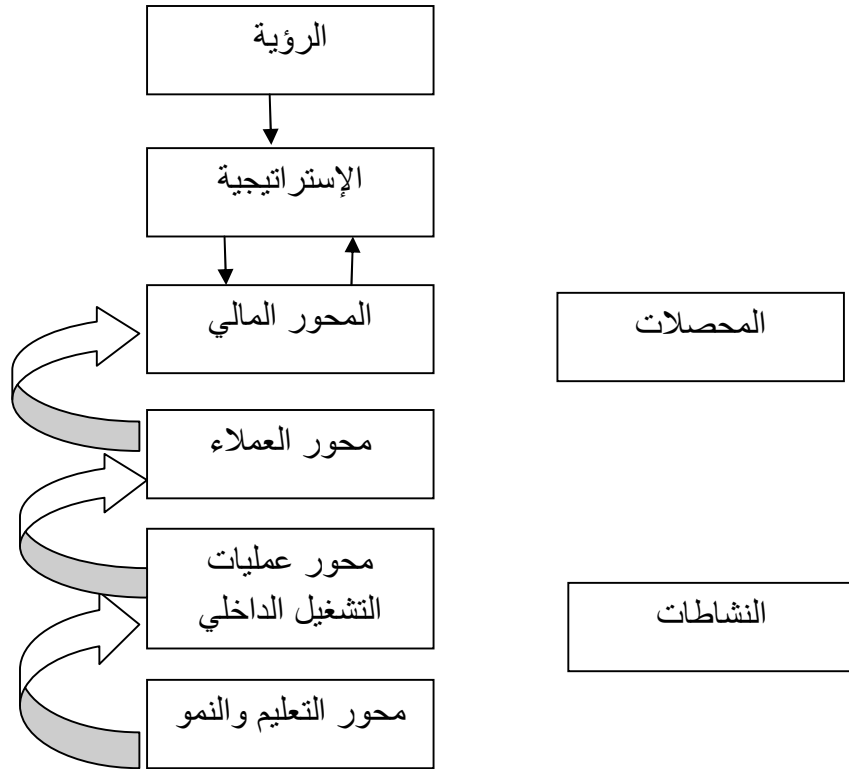 الرؤية
الإستراتيجية
المحور المالي
المحصلات
محور العملاء
محور عمليات
التشغيل الداخلي
النشاطات
محور التعليم والنمو